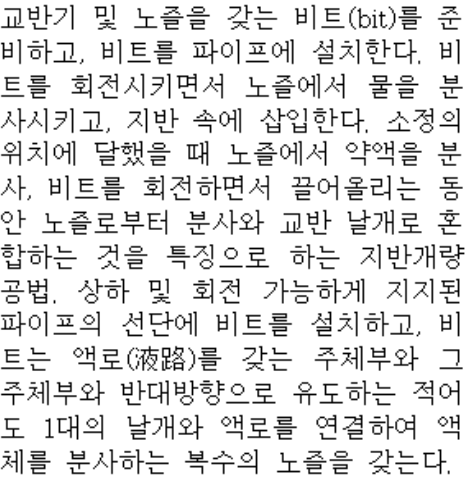 교반기 및 노즐을 갖는 비트(bit)를 준
비하고, 비트를 파이프에 설치한다. 비
트를 회전시키면서 노즐에서 물을 분
사시키고, 지반 속에 삽입한다. 소정의
위치에 달했을 때 노즐에서 약액을 분
사, 비트를 회전하면서 끌어올리는 동
안 노즐로부터 분사와 교반 날개로 혼
합하는 것을 특징으로 하는 지반개량
공법. 상하 및 회전 가능하게 지지된
파이프의 선단에 비트를 설치하고, 비
트는 액로(液路)를 갖는 주체부와 그
주체부와 반대방향으로 유도하는 적어
도 1대의 날개와 액로를 연결하여 액
체를 분사하는 복수의 노즐을 갖는다.